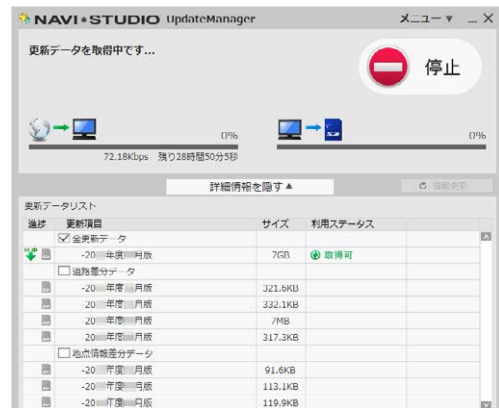 NAVI*STUDIO UpdateManager メニュー ▼ _ X
更新データを取得中です...
停止
0%
0%
72.18Kbps 残り28時間50分5秒
詳細情報を隠す▲
情報更新
更新データリスト
進捗 更新項目 サイズ 利用ステータス
全更新データ
-20 年度 月版 7GB 取得可
道路差分データ
-20 年度 月版 321.6KB
-20 年度 月版 332.1KB
-20 年度 月版 7MB
-20 年度 月版 317.3KB
地点情報差分データ
-20 年度 月版 91.6KB
-20 年度 月版 113.1KB
-20 年度 月版 119.9KB